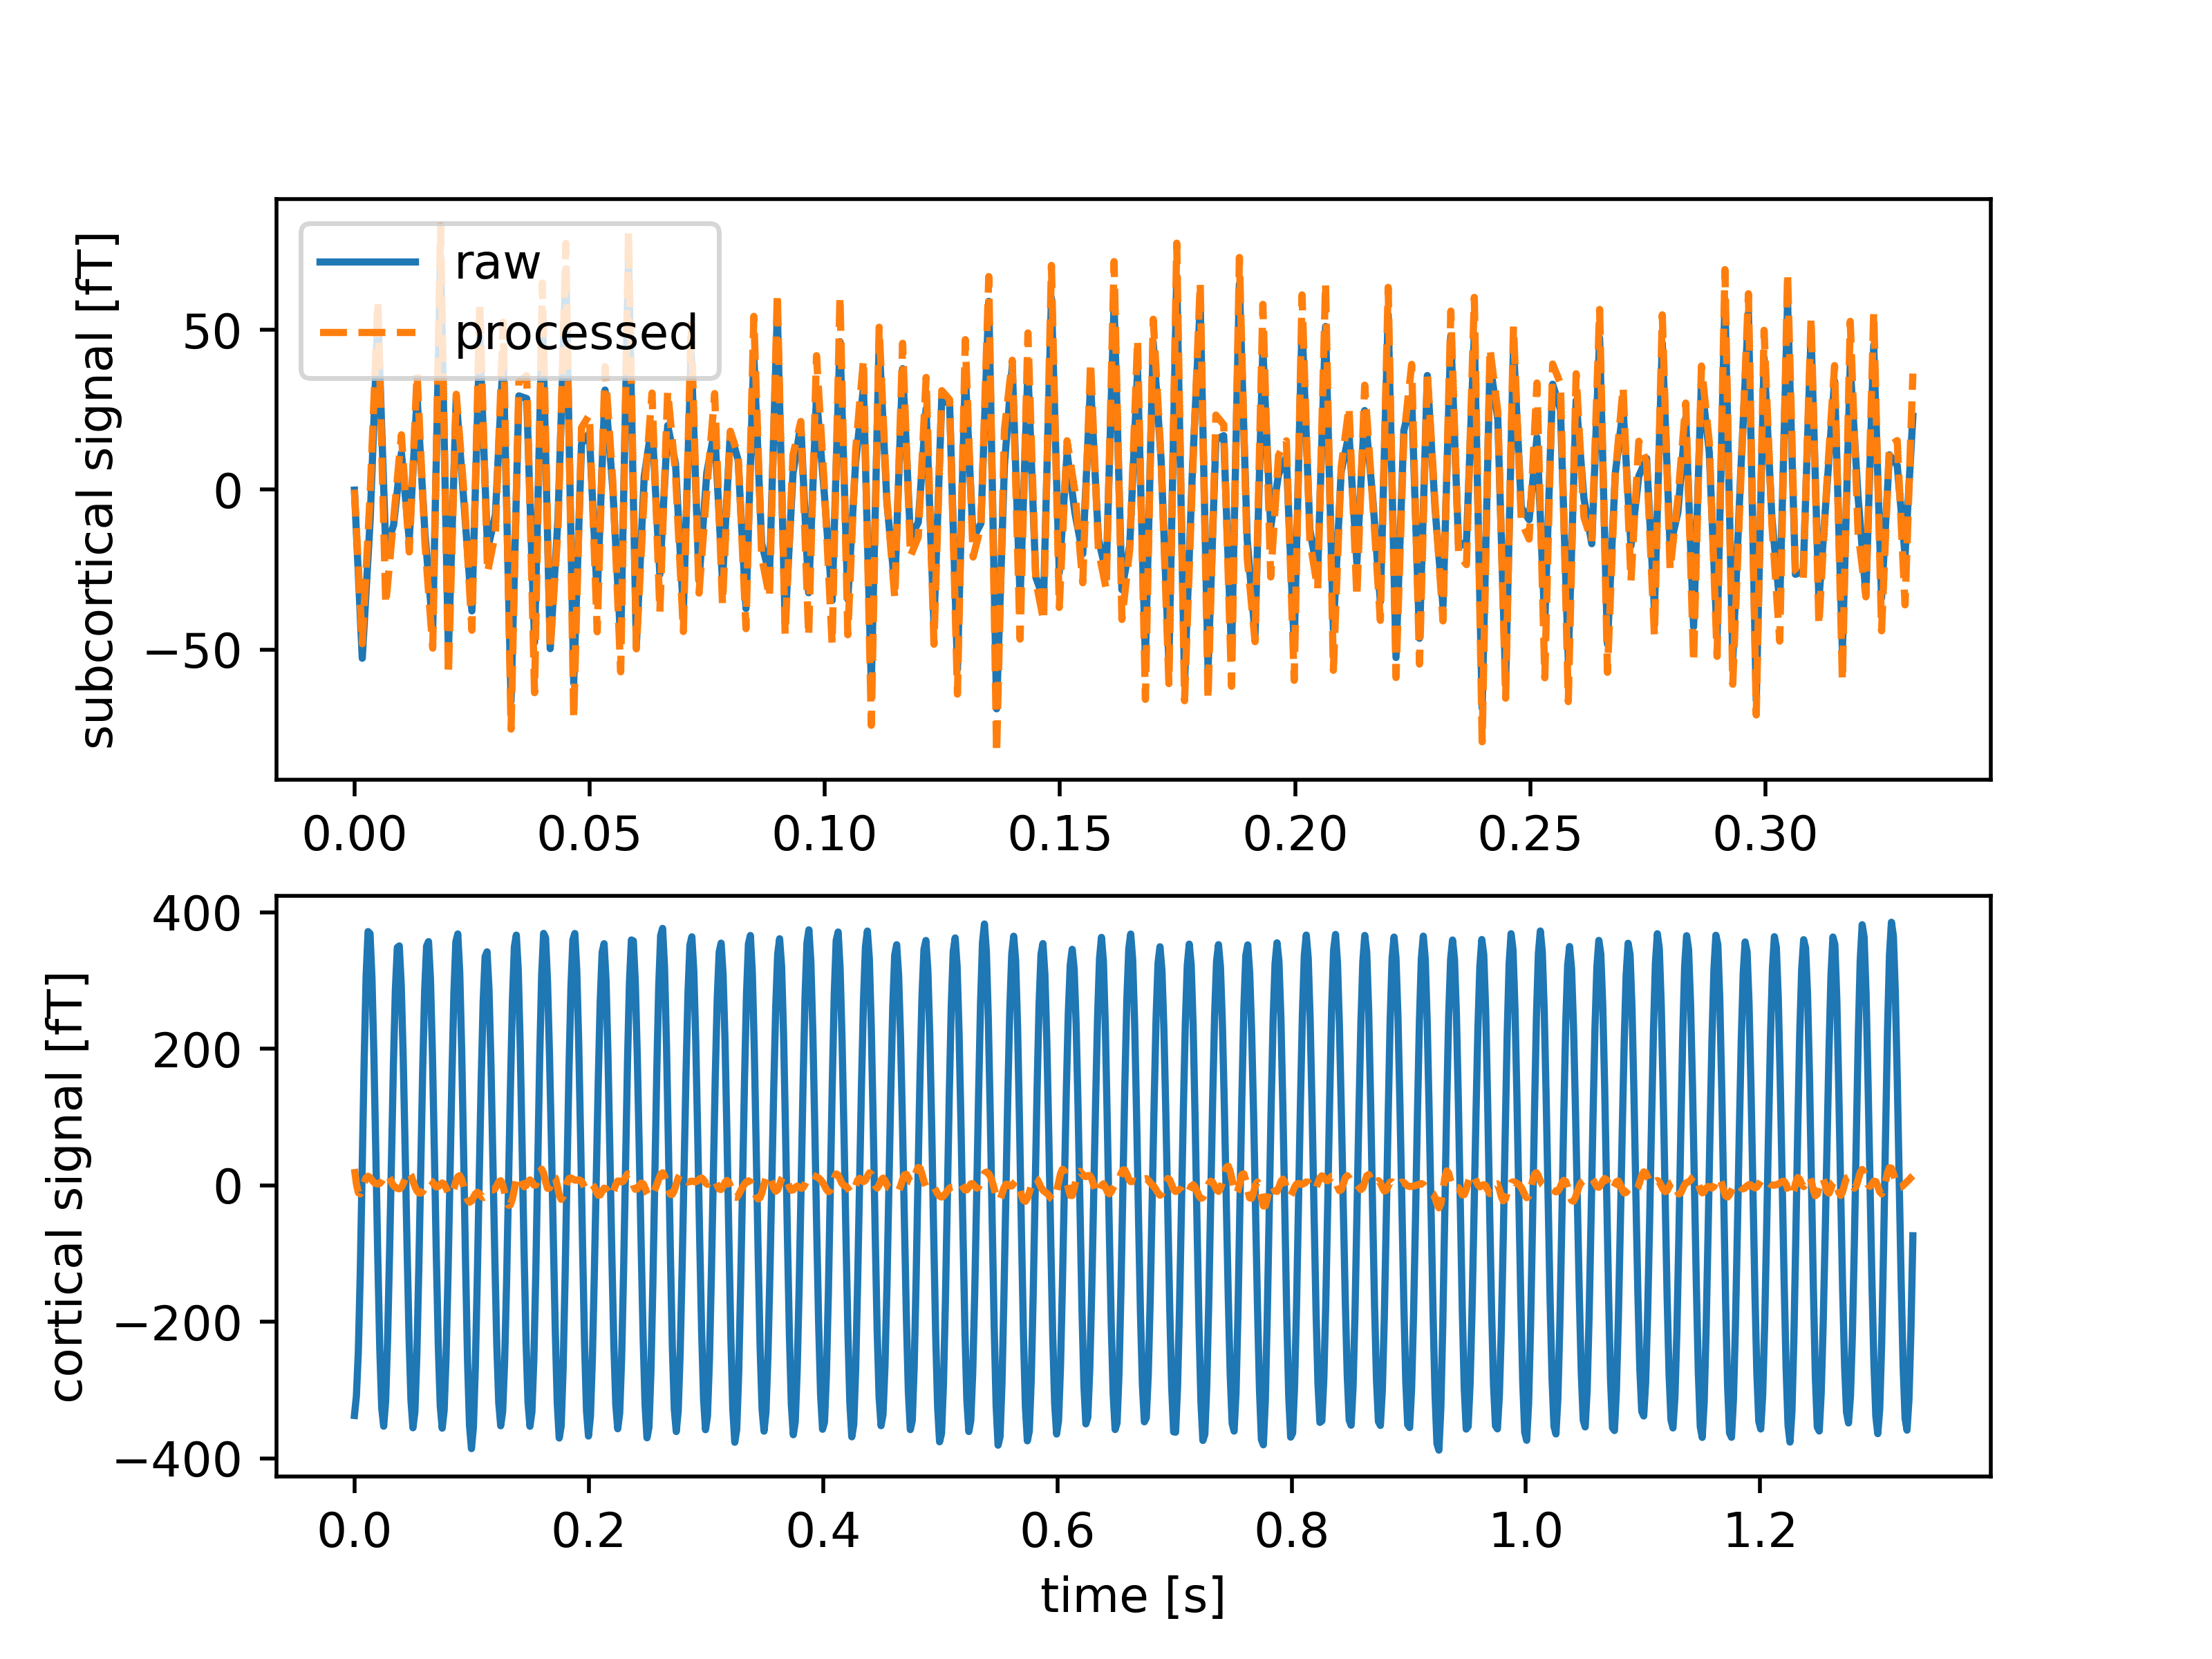 subcortical signal [fT]
raw
processed
50
0
−50
0.00 0.05 0.10 0.15 0.20 0.25 0.30
cortical signal [fT]
400
200
0
−200
−400
0.0 0.2 0.4 0.6 0.8 1.0 1.2
time [s]